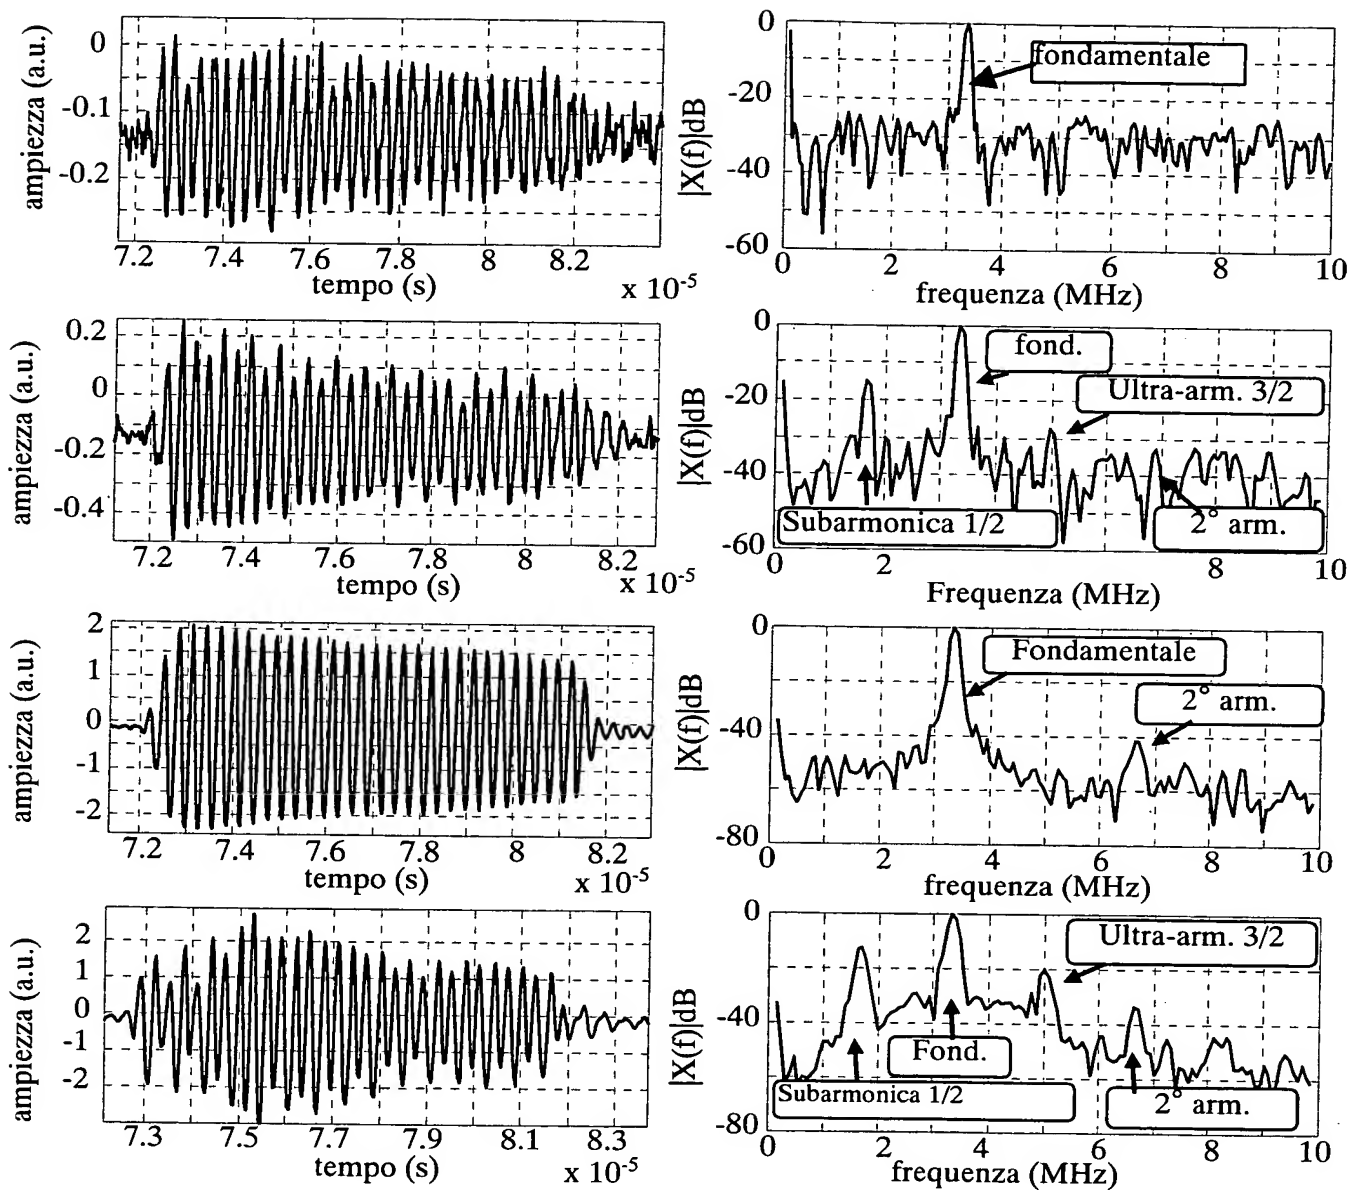 ampiezza (a.u.)
0
-0.1
-0.2
7.2 7.4 7.6 7.8 8 8.2
tempo (s)
x 10-5
|X(f)|dB
0
-20
-40
-60
0 2 4 6 8 10
frequenza (MHz)
fondamentale
ampiezza (a.u.)
0.2
0
-0.2
-0.4
7.2 7.4 7.6 7.8 8 8.2
tempo (s)
x 10-5
|X(f)|dB
0
-20
-40
-60
0 2 8 10
Frequenza (MHz)
fond.
Ultra-arm. 3/2
Subarmonica 1/2
2° arm.
ampiezza (a.u.)
2
1
0
-1
-2
7.2 7.4 7.6 7.8 8 8.2
tempo (s)
x 10-5
|X(f)|dB
0
-40
-80
0 2 4 6 8 10
frequenza (MHz)
Fondamentale
2° arm.
ampiezza (a.u.)
2
1
0
-1
-2
7.3 7.5 7.7 7.9 8.1 8.3
tempo (s)
x 10-5
|X(f)|dB
0
-40
-80
0 2 4 6 8 10
frequenza (MHz)
Ultra-arm. 3/2
Fond.
Subarmonica 1/2
2° arm.